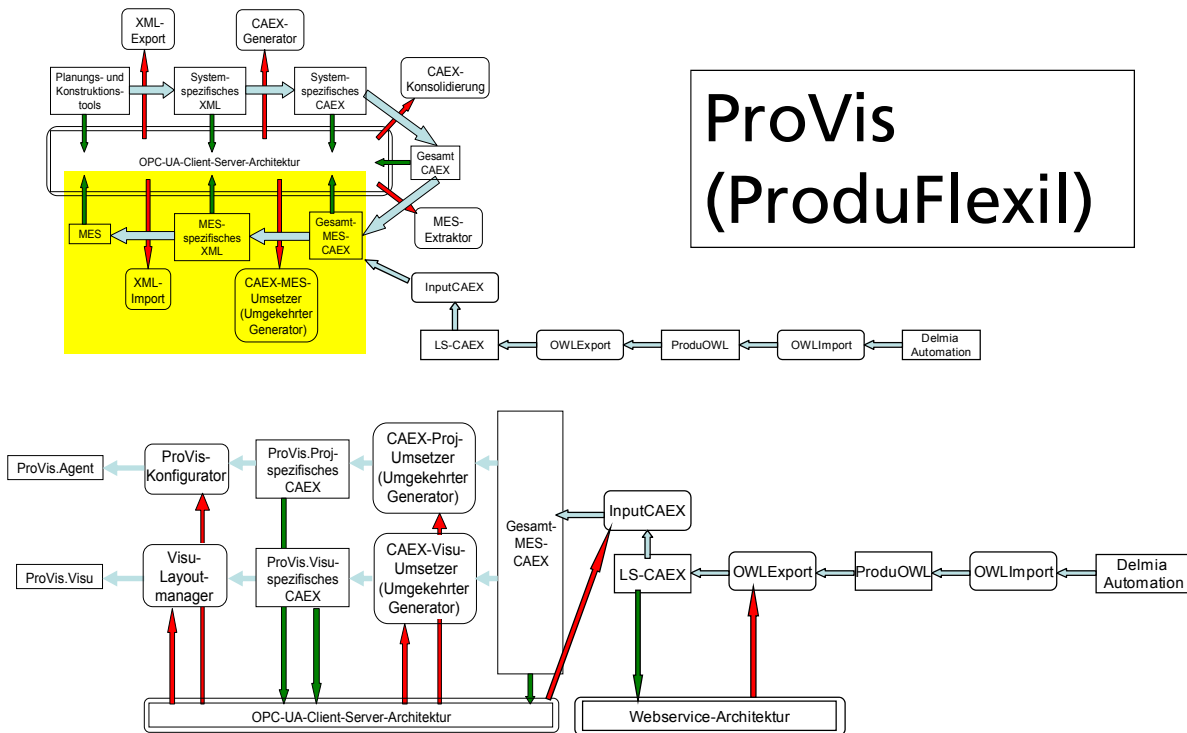 XML-
Export
CAEX-
Generator
Planungs- und
Konstruktions-
tools
System-
spezifisches
XML
System-
spezifisches
CAEX
CAEX-
Konsolidierung
OPC-UA-Client-Server-Architektur
Gesamt
CAEX
MES
MES-
spezifisches
XML
Gesamt-
MES-
CAEX
MES-
Extraktor
XML-
Import
CAEX-MES-
Umsetzer
(Umgekehrter
Generator)
InputCAEX
LS-CAEX
OWLExport
ProduOWL
OWLImport
Delmia
Automation
ProVis
(ProduFlexil)
ProVis.Agent
ProVis-
Konfigurator
ProVis.Proj-
spezifisches
CAEX
CAEX-Proj-
Umsetzer
(Umgekehrter
Generator)
Gesamt-
MES-
CAEX
InputCAEX
ProVis.Visu
Visu-
Layout-
manager
ProVis.Visu-
spezifisches
CAEX
CAEX-Visu-
Umsetzer
(Umgekehrter
Generator)
LS-CAEX
OWLExport
ProduOWL
OWLImport
Delmia
Automation
OPC-UA-Client-Server-Architektur
Webservice-Architektur